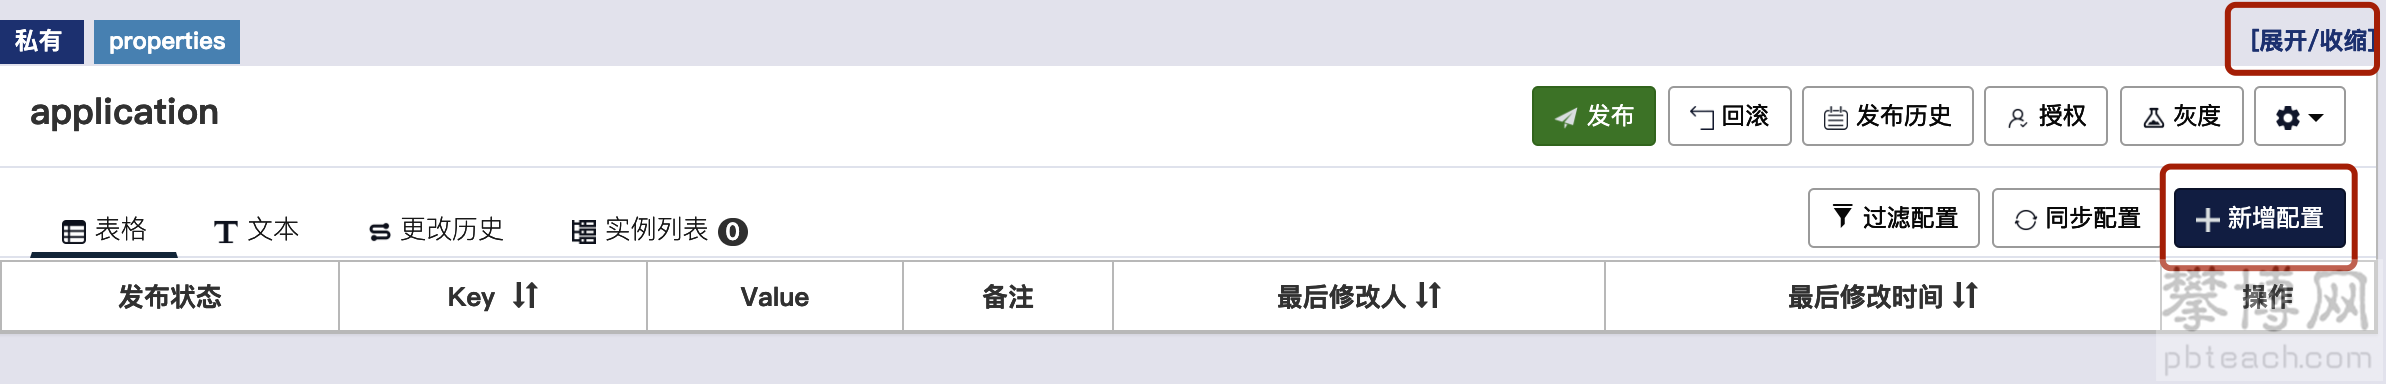 私有 properties [展开/收缩]
application 发布 回滚 发布历史 授权 灰度
表格 文本 更改历史 实例列表 0 过滤配置 同步配置 新增配置
发布状态 Key Value 备注 最后修改人 最后修改时间 操作
攀博网
pbteach.com